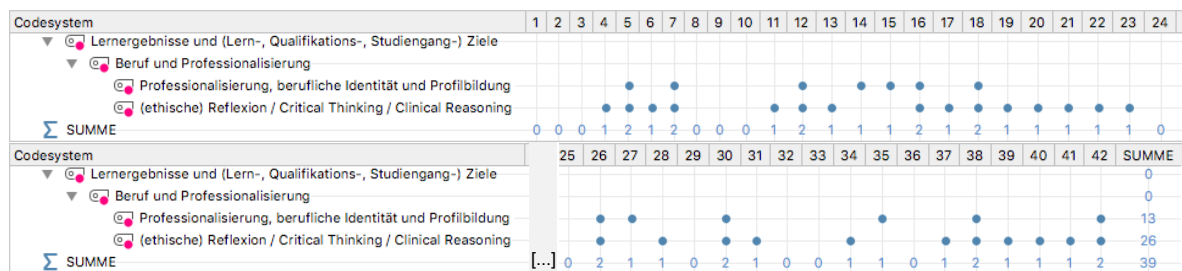 Codesystem 1 2 3 4 5 6 7 8 9 10 11 12 13 14 15 16 17 18 19 20 21 22 23 24
Lernergebnisse und (Lern-, Qualifikations-, Studiengang-) Ziele
Beruf und Professionalisierung
Professionalisierung, berufliche Identität und Profilbildung
(ethische) Reflexion / Critical Thinking / Clinical Reasoning
Σ SUMME 0 0 0 1 2 1 2 0 0 0 1 2 1 1 1 2 1 2 1 1 1 1 1 0
Codesystem 25 26 27 28 29 30 31 32 33 34 35 36 37 38 39 40 41 42 SUMME
Lernergebnisse und (Lern-, Qualifikations-, Studiengang-) Ziele 0
Beruf und Professionalisierung 0
Professionalisierung, berufliche Identität und Profilbildung 13
(ethische) Reflexion / Critical Thinking / Clinical Reasoning 26
Σ SUMME [...] 0 2 1 1 0 2 1 0 0 1 1 0 1 2 1 1 1 2 39